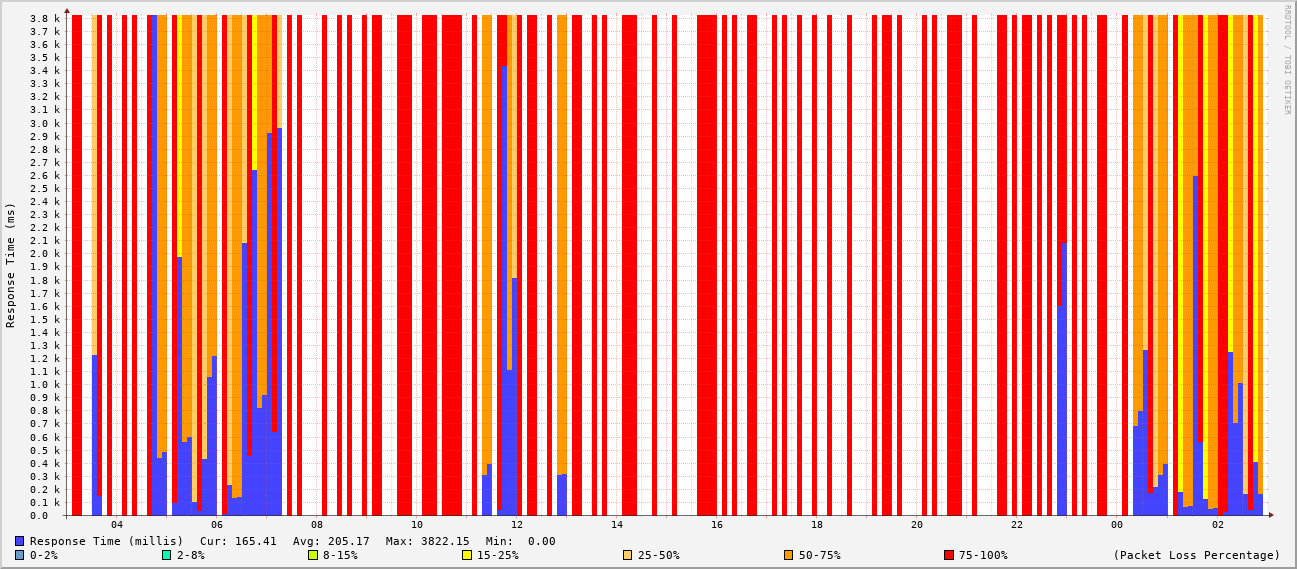 3.8 k
3.7 k
3.6 k
3.5 k
3.4 k
3.3 k
3.2 k
3.1 k
3.0 k
2.9 k
2.8 k
2.7 k
2.6 k
2.5 k
2.4 k
2.3 k
2.2 k
2.1 k
2.0 k
1.9 k
1.8 k
1.7 k
1.6 k
1.5 k
1.4 k
1.3 k
1.2 k
1.1 k
1.0 k
0.9 k
0.8 k
0.7 k
0.6 k
0.5 k
0.4 k
0.3 k
0.2 k
0.1 k
0.0
Response Time (ms)
RRDTOOL / TOBI OETIKER
04 06 08 10 12 14 16 18 20 22 00 02
Response Time (millis) Cur: 165.41 Avg: 205.17 Max: 3822.15 Min: 0.00
0-2% 2-8% 8-15% 15-25% 25-50% 50-75% 75-100% (Packet Loss Percentage)